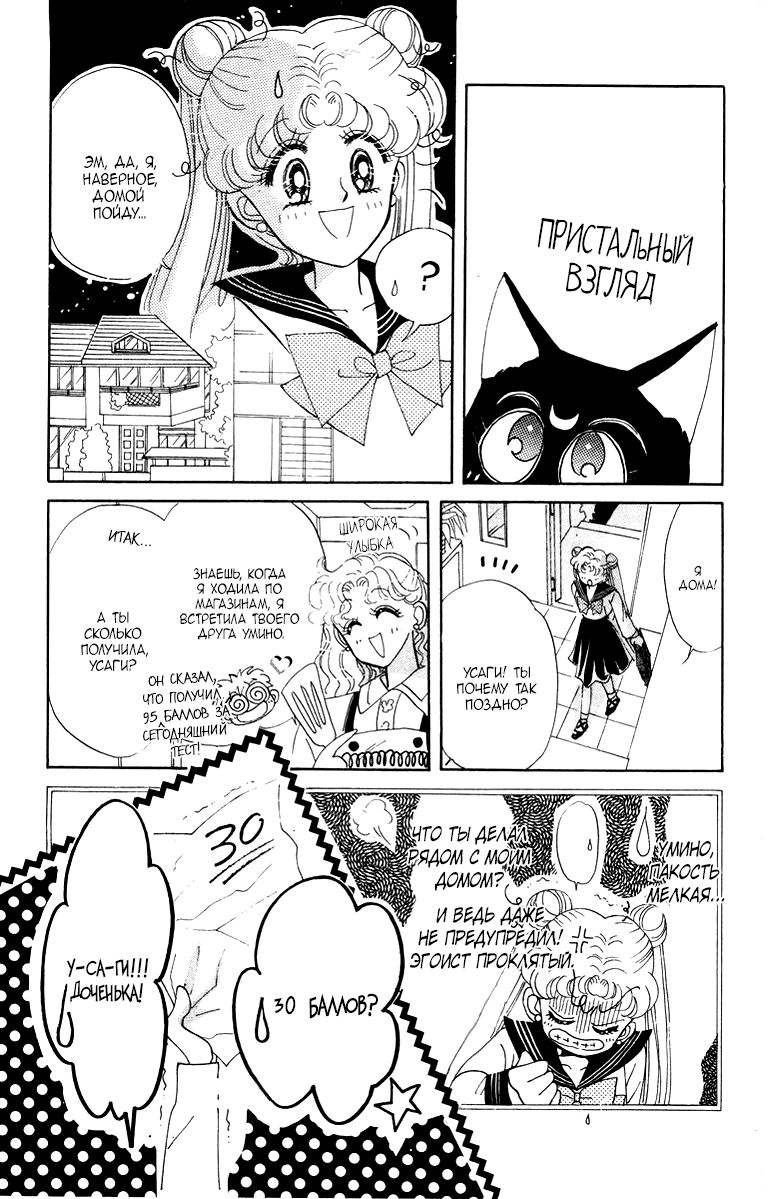 ПРИСТАЛЬНЫЙ
ВЗГЛЯД
ЭМ, ДА, Я,
НАВЕРНОЕ,
ДОМОЙ
ПОЙДУ...
?
Я
ДОМА!
УСАГИ! ТЫ
ПОЧЕМУ ТАК
ПОЗДНО?
ШИРОКАЯ
УЛЫБКА
ЗНАЕШЬ, КОГДА
Я ХОДИЛА ПО
МАГАЗИНАМ, Я
ВСТРЕТИЛА ТВОЕГО
ДРУГА УМИНО.
ОН СКАЗАЛ,
ЧТО ПОЛУЧИЛ
95 БАЛЛОВ ЗА
СЕГОДНЯШНИЙ
ТЕСТ!
ИТАК...
А ТЫ
СКОЛЬКО
ПОЛУЧИЛА,
УСАГИ?
УМИНО,
ПАКОСТЬ
МЕЛКАЯ...
ЧТО ТЫ ДЕЛАЛ
РЯДОМ С МОИМ
ДОМОМ?
И ВЕДЬ ДАЖЕ
НЕ ПРЕДУПРЕДИЛ!
ЭГОИСТ ПРОКЛЯТЫЙ.
30
30 БАЛЛОВ?
У-СА-ГИ!!!
ДОЧЕНЬКА!